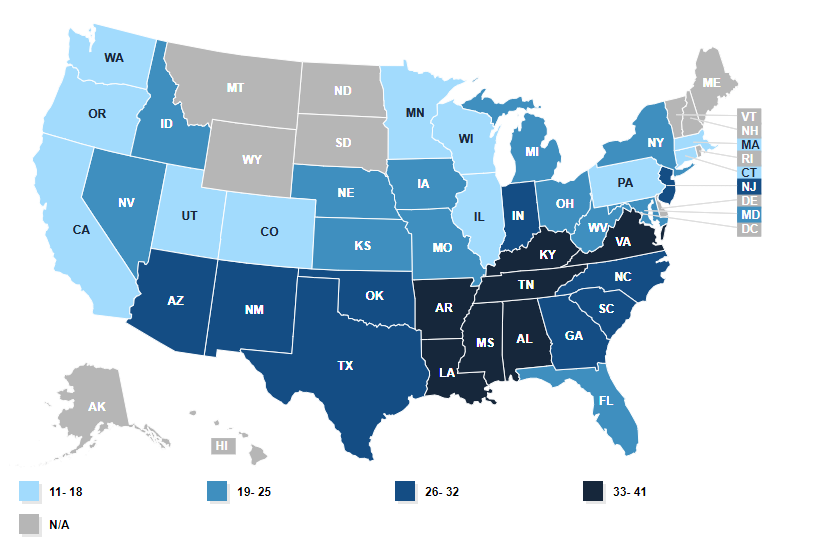 WA
ME
MT
ND
MN
OR
VT
ID
NH
WI
SD
NY
MA
MI
RI
WY
CT
IA
PA
NJ
NE
DE
NV
OH
MD
UT
IL
IN
WV
DC
CA
CO
KS
MO
VA
KY
NC
TN
AZ
OK
NM
AR
SC
GA
AL
MS
TX
LA
FL
AK
HI
11- 18
19- 25
26- 32
33- 41
N/A